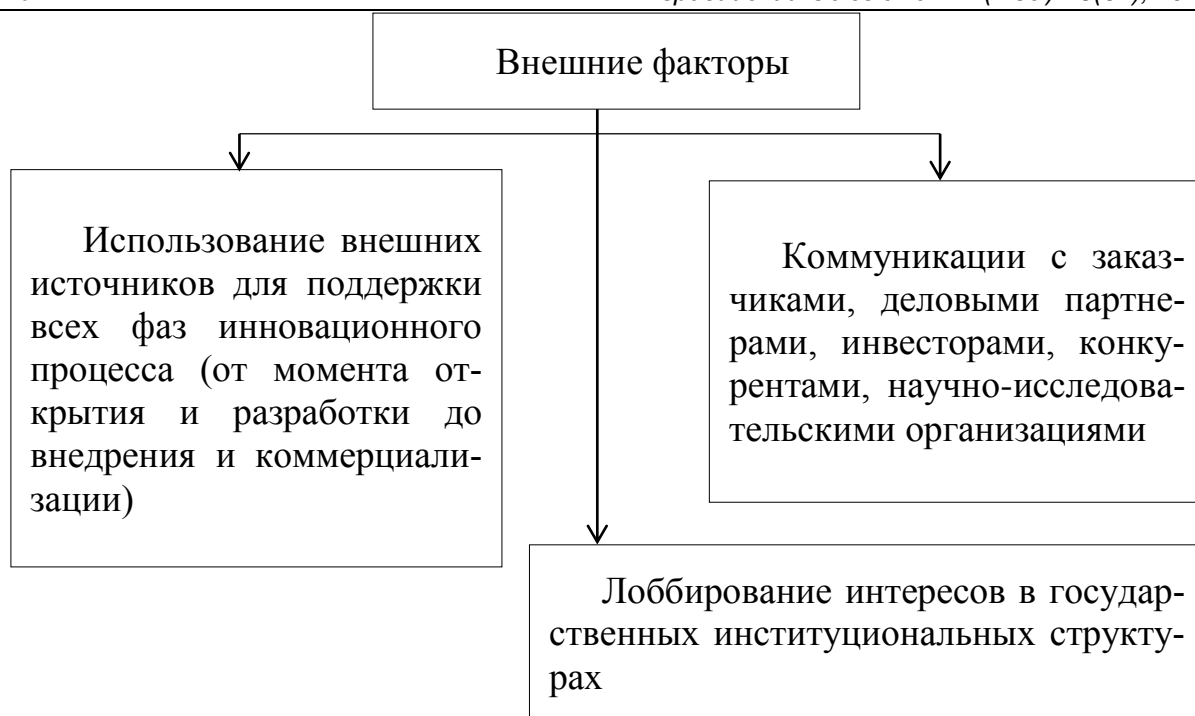 Внешние факторы
Использование внешних
источников для поддержки
всех фаз инновационного
процесса (от момента от-
крытия и разработки до
внедрения и коммерциали-
зации)
Коммуникации с заказ-
чиками, деловыми партне-
рами, инвесторами, конку-
рентами, научно-исследова-
тельскими организациями
Лоббирование интересов в государ-
ственных институциональных структу-
рах